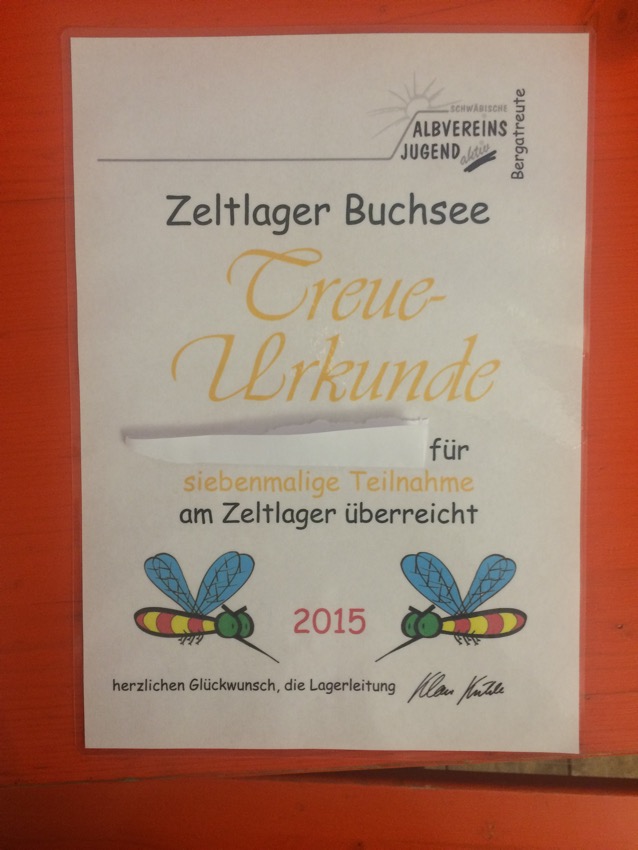 SCHWÄBISCHE
ALBVEREINS
JUGEND aktiv
Bergatreute
Zeltlager Buchsee
Treue-
Urkunde
für
siebenmalige Teilnahme
am Zeltlager überreicht
2015
herzlichen Glückwunsch, die Lagerleitung Klaus